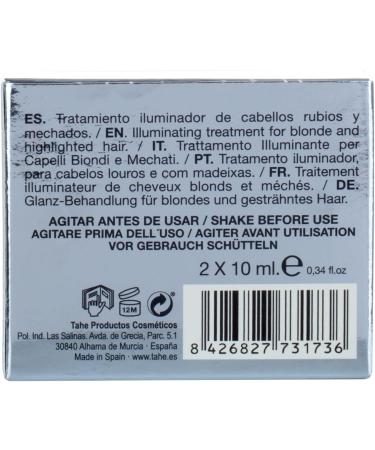 ES. Tratamiento iluminador de cabellos rubios y
mechados. / EN. Illuminating treatment for blonde and
highlighted hair. / IT. Trattamento Illuminante per
Capelli Biondi e Mechati. / PT. Tratamento iluminador,
para cabelos louros e com madeixas. / FR. Traitement
illuminateur de cheveux blonds et méchés. / DE.
Glanz-Behandlung für blondes und gesträhntes Haar.
AGITAR ANTES DE USAR / SHAKE BEFORE USE
AGITARE PRIMA DELL´USO / AGITER AVANT UTILISATION
VOR GEBRAUCH SCHÜTTELN
2 X 10 ml. e 0,34 fl.oz
12M
Tahe Productos Cosméticos
Pol. Ind. Las Salinas. Avda. de Grecia, Parc. 5.1
30840 Alhama de Murcia · España
Made in Spain · www.tahe.es
8 426827 731736